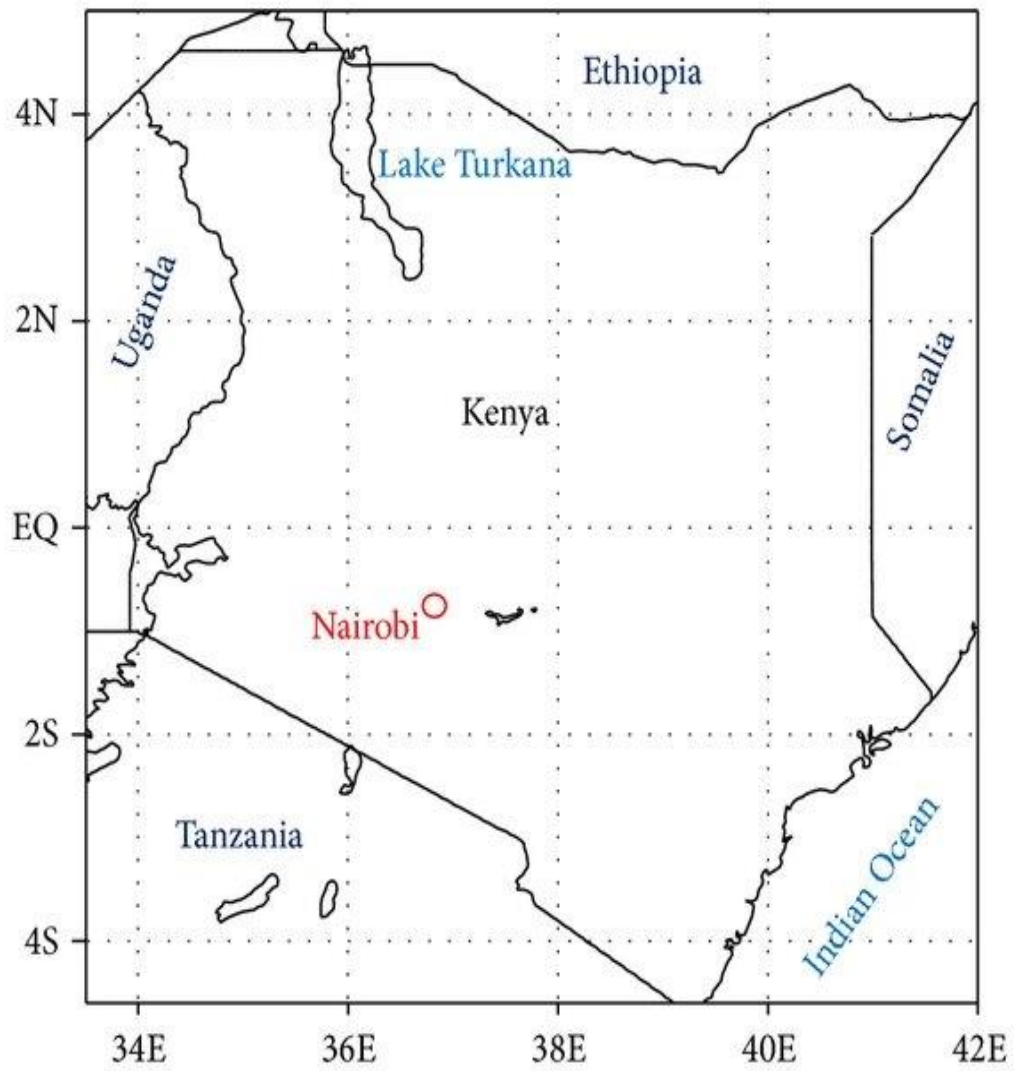 Ethiopia
4N
Lake Turkana
Uganda
2N
Somalia
Kenya
EQ
Nairobi
2S
Tanzania
Indian Ocean
4S
34E 36E 38E 40E 42E